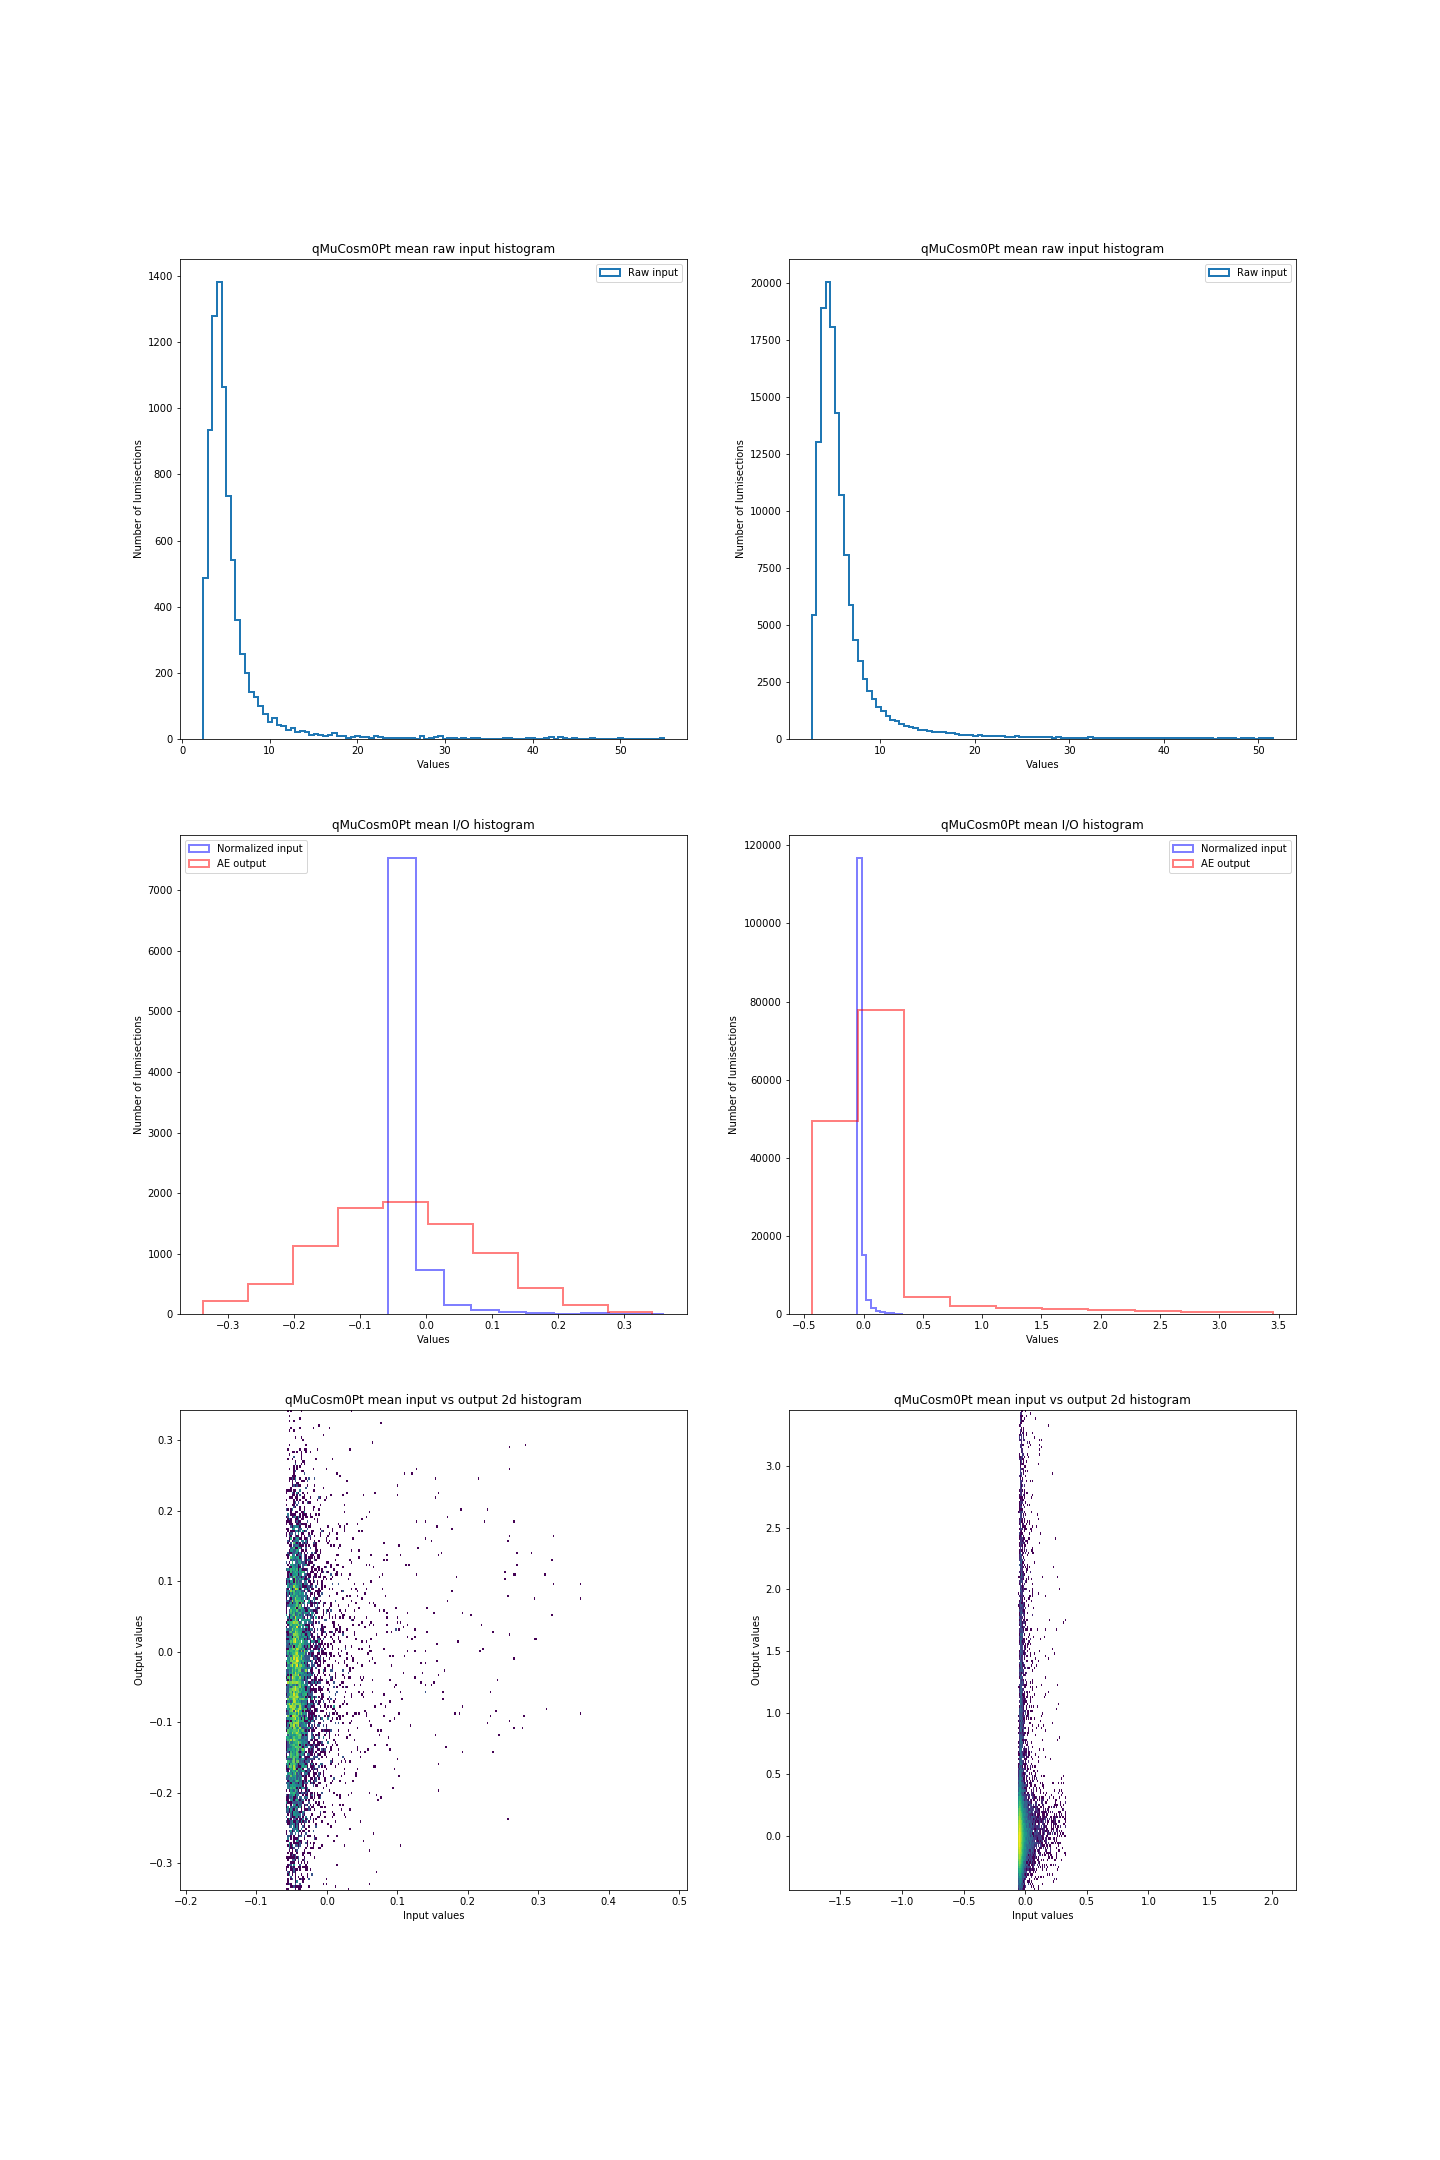 qMuCosm0Pt mean raw input histogram
Raw input
1400
1200
1000
800
600
400
200
0
Number of lumisections
0 10 20 30 40 50
Values
qMuCosm0Pt mean raw input histogram
Raw input
20000
17500
15000
12500
10000
7500
5000
2500
0
Number of lumisections
10 20 30 40 50
Values
qMuCosm0Pt mean I/O histogram
Normalized input
AE output
7000
6000
5000
4000
3000
2000
1000
0
Number of lumisections
−0.3 −0.2 −0.1 0.0 0.1 0.2 0.3
Values
qMuCosm0Pt mean I/O histogram
Normalized input
AE output
120000
100000
80000
60000
40000
20000
0
Number of lumisections
−0.5 0.0 0.5 1.0 1.5 2.0 2.5 3.0 3.5
Values
qMuCosm0Pt mean input vs output 2d histogram
0.3
0.2
0.1
0.0
−0.1
−0.2
−0.3
Output values
−0.2 −0.1 0.0 0.1 0.2 0.3 0.4 0.5
Input values
qMuCosm0Pt mean input vs output 2d histogram
3.0
2.5
2.0
1.5
1.0
0.5
0.0
Output values
−1.5 −1.0 −0.5 0.0 0.5 1.0 1.5 2.0
Input values